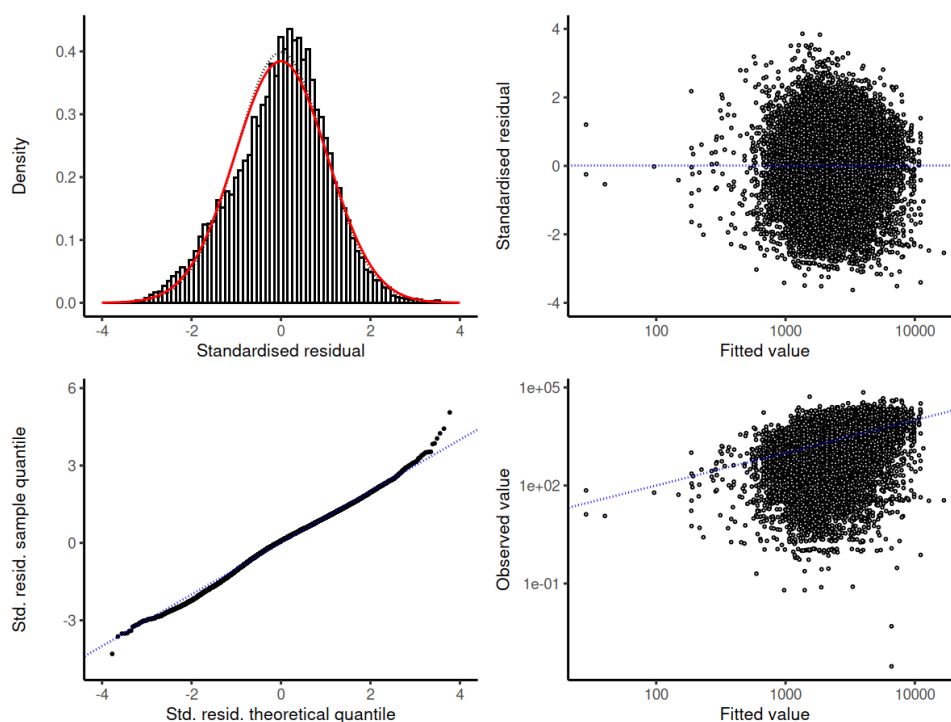 Density
0.4
0.3
0.2
0.1
0.0
-4
-2
0
2
4
Standardised residual
Standardised residual
2
0
-2
-4
100
1000
10000
Fitted value
Std. resid. sample quantile
6
3
0
-3
-4
-2
0
2
4
Std. resid. theoretical quantile
Observed value
1e+05
1e+02
1e-01
100
1000
10000
Fitted value